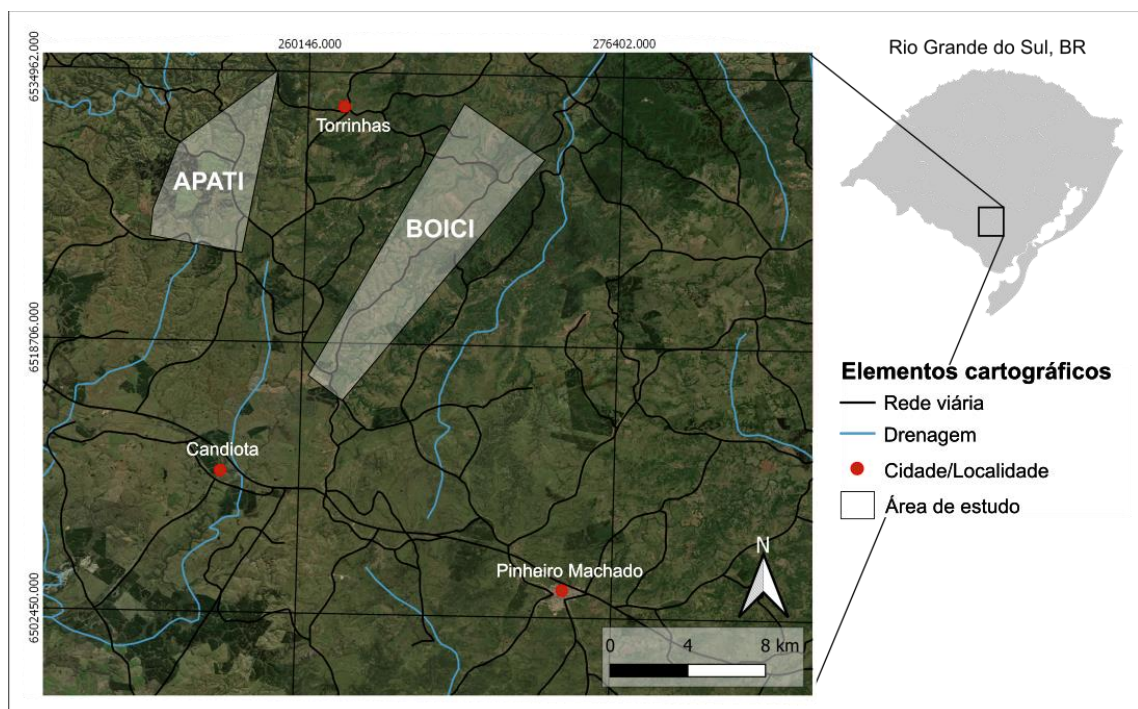 260146.000
276402.000
6534962.000
6518706.000
6502450.000
Torrinhas
APATI
BOICI
Candiota
Pinheiro Machado
N
0 4 8 km
Rio Grande do Sul, BR
Elementos cartográficos
Rede viária
Drenagem
Cidade/Localidade
Área de estudo